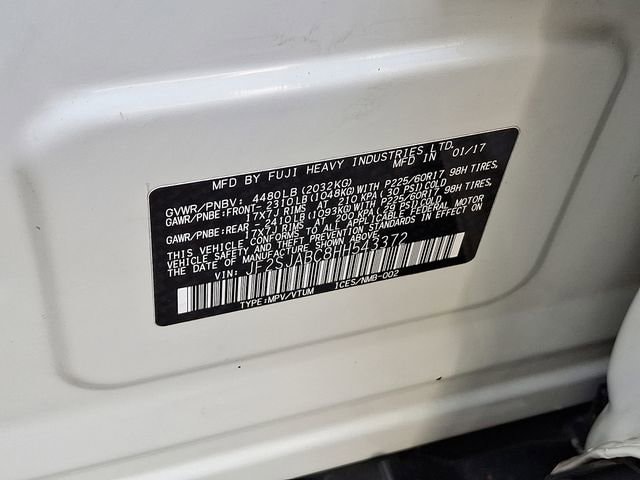 MFD BY FUJI HEAVY INDUSTRIES LTD.
MFD IN 01/17
GVWR/PNBV: 4480LB(2032KG)
GAWR/PNBE:FRONT-2310LB(1048KG)WITH P225/60R17 98H TIRES,
17X7J RIMS AT 210 KPA(30 PSI)COLD
GAWR/PNBE:REAR -2410LB(1093KG)WITH P225/60R17 98H TIRES,
17X7J RIMS AT 200 KPA(29 PSI)COLD
THIS VEHICLE CONFORMS TO ALL APPLICABLE FEDERAL MOTOR
VEHICLE SAFETY AND THEFT PREVENTION STANDARDS IN EFFECT ON
THE DATE OF MANUFACTURE SHOWN ABOVE.
VIN: JF2SJABC8HH543372
TYPE:MPV/VTUM ICES/NMB-002